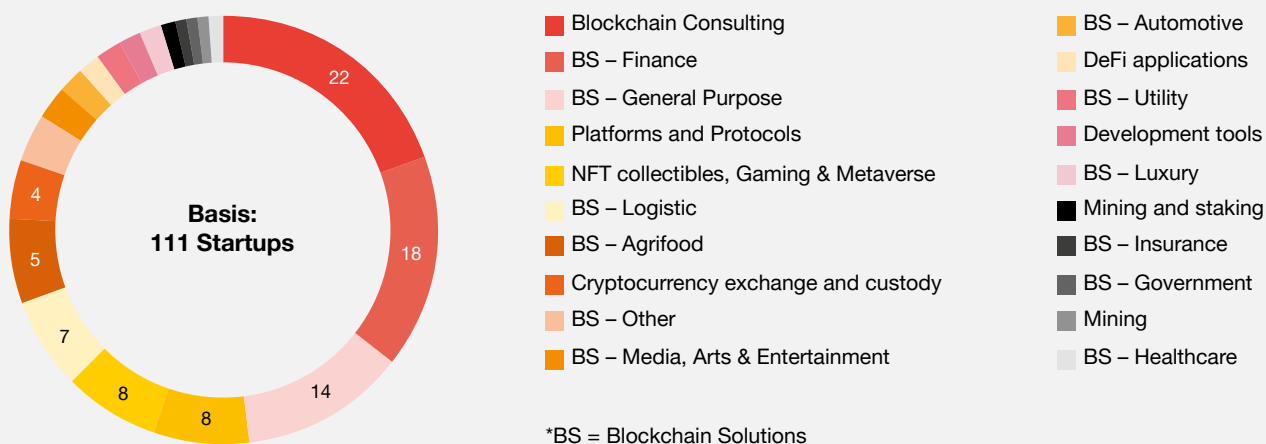 22
18
14
8
8
7
5
4
Basis:
111 Startups
Blockchain Consulting
BS – Finance
BS – General Purpose
Platforms and Protocols
NFT collectibles, Gaming & Metaverse
BS – Logistic
BS – Agrifood
Cryptocurrency exchange and custody
BS – Other
BS – Media, Arts & Entertainment
BS – Automotive
DeFi applications
BS – Utility
Development tools
BS – Luxury
Mining and staking
BS – Insurance
BS – Government
Mining
BS – Healthcare
*BS = Blockchain Solutions